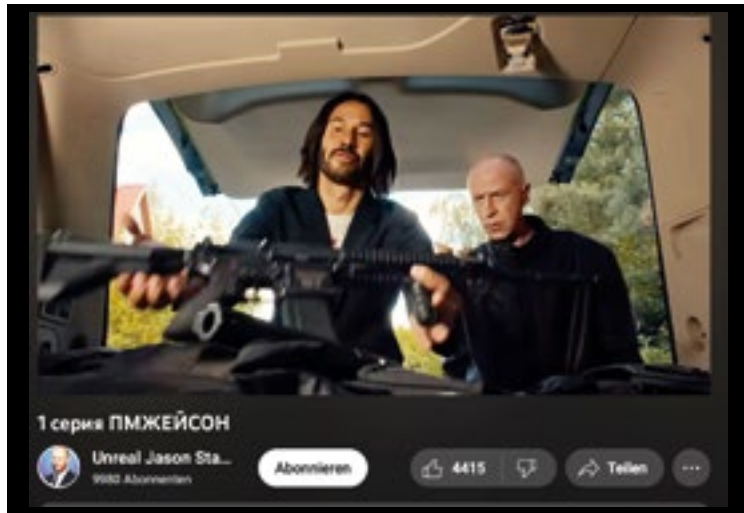 1 серия ПМЖЕЙСОН
Unreal Jason Sta...
9980 Abonnenten
Abonnieren
4415
Teilen